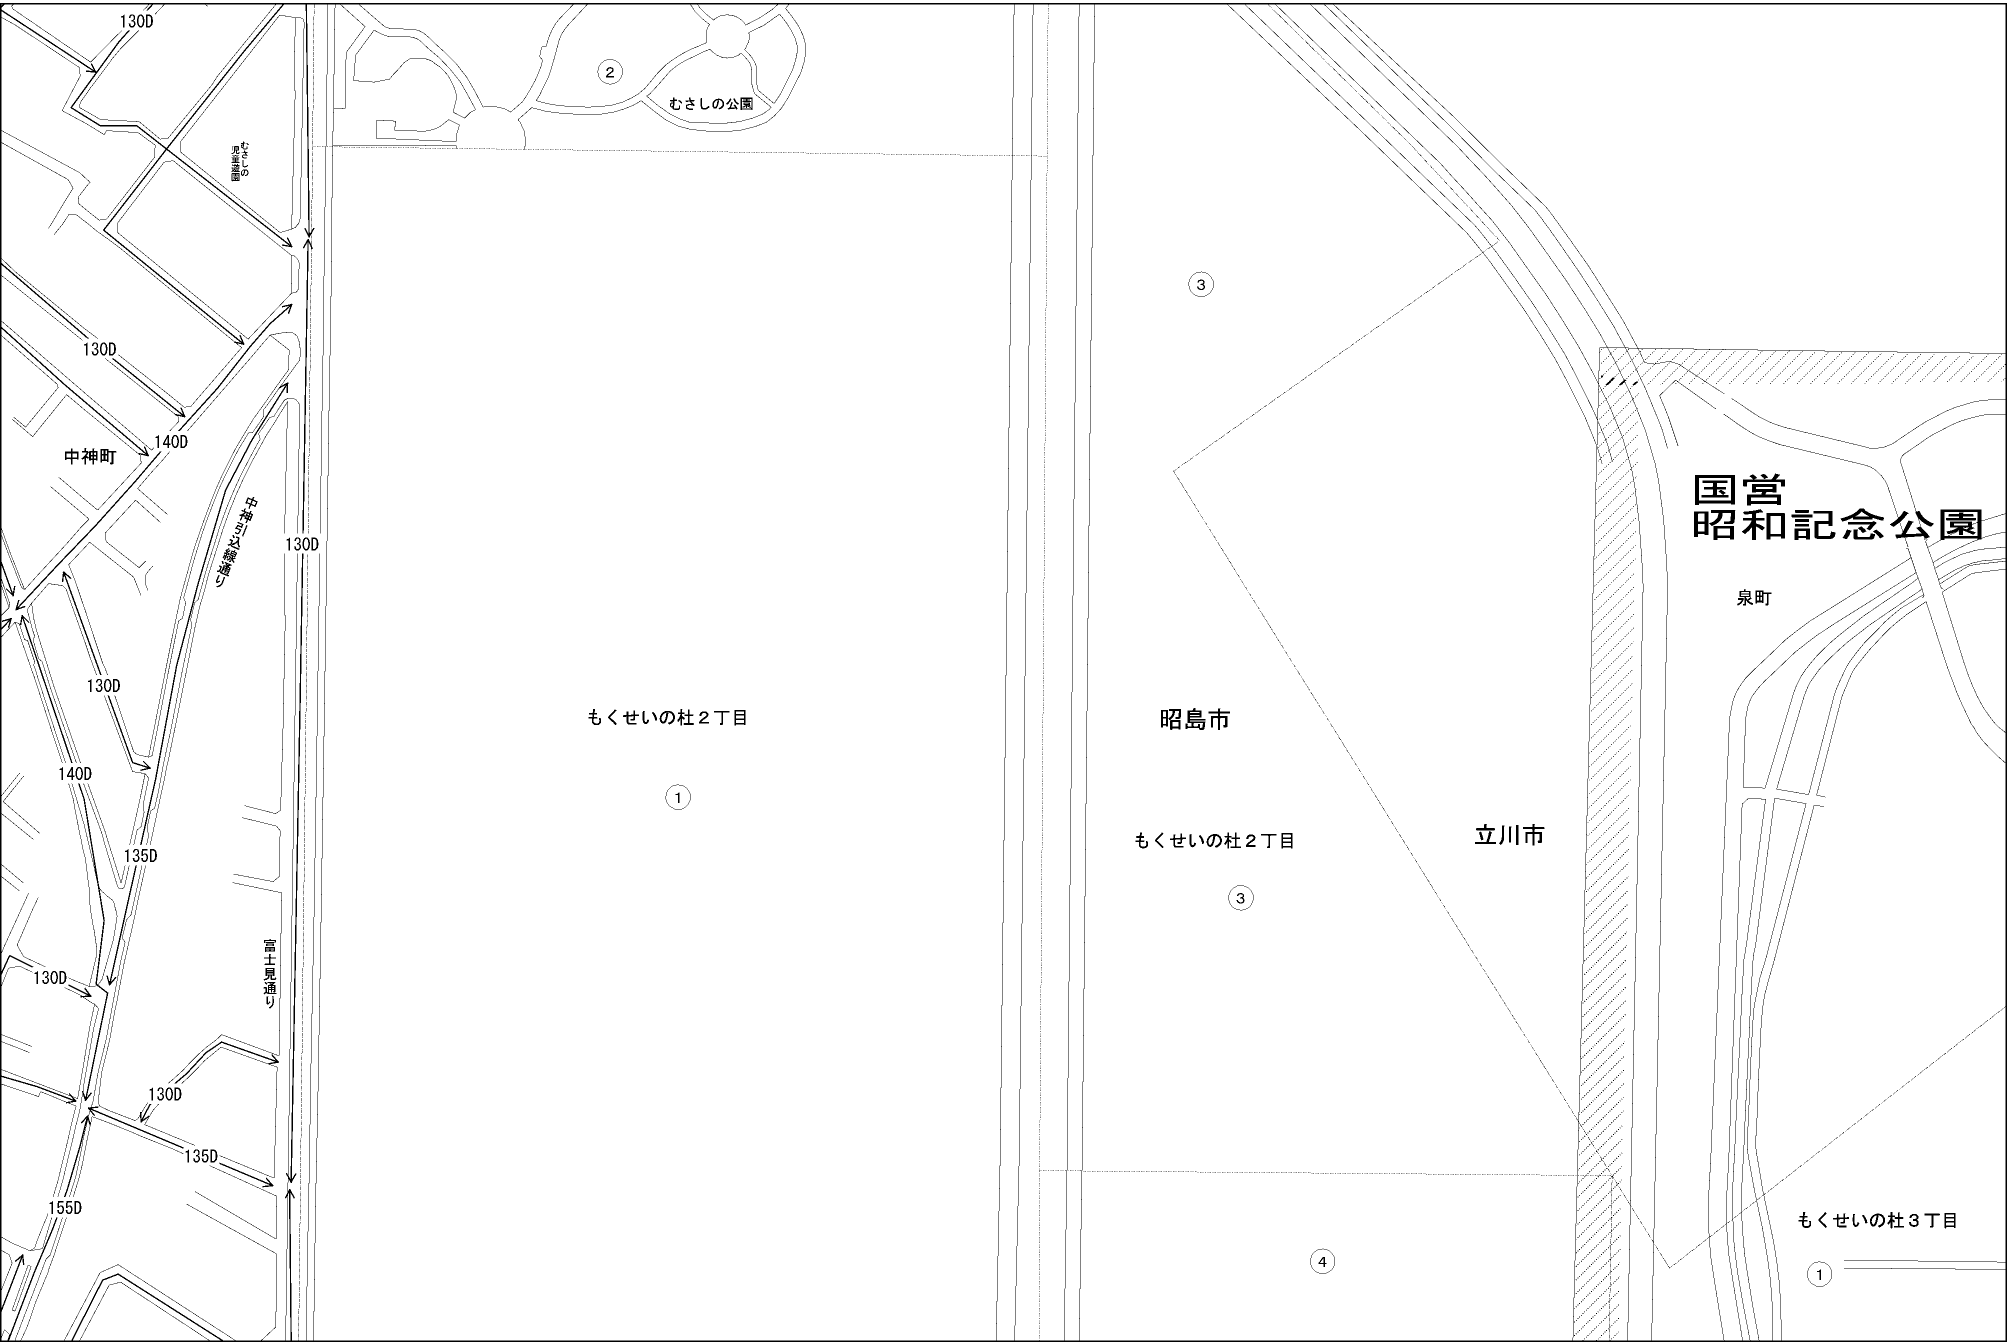 130D
②
むさしの公園
むさしの
児童遊園
③
130D
140D
中神町
中神引込線通り
130D
国営
昭和記念公園
泉町
130D
もくせいの杜２丁目
昭島市
140D
①
立川市
もくせいの杜２丁目
135D
③
富士見通り
130D
130D
135D
155D
もくせいの杜３丁目
④
①